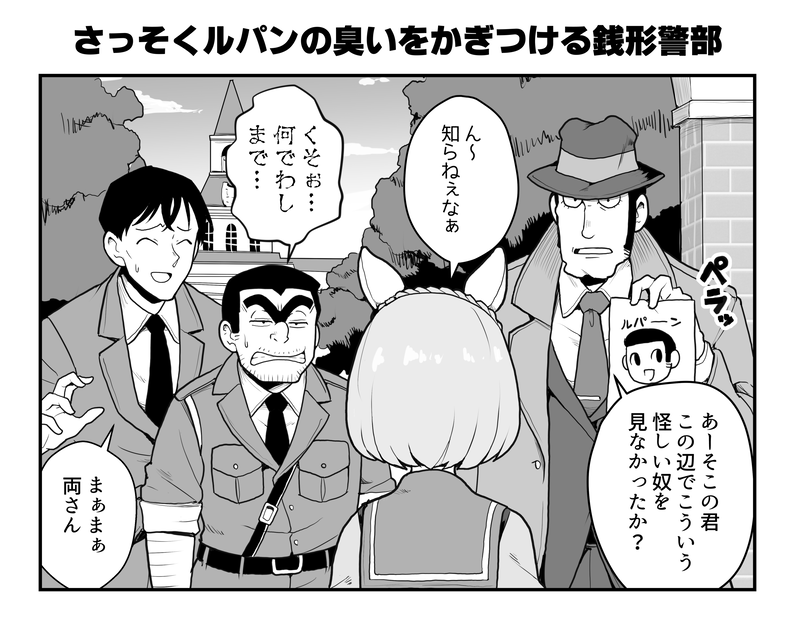 さっそくルパンの臭いをかぎつける銭形警部
ペラッ
ルパーン
あーそこの君
この辺でこういう
怪しい奴を
見なかったか？
ん～
知らねぇなぁ
くそぉ…
何でわし
まで…
まぁまぁ
両さん